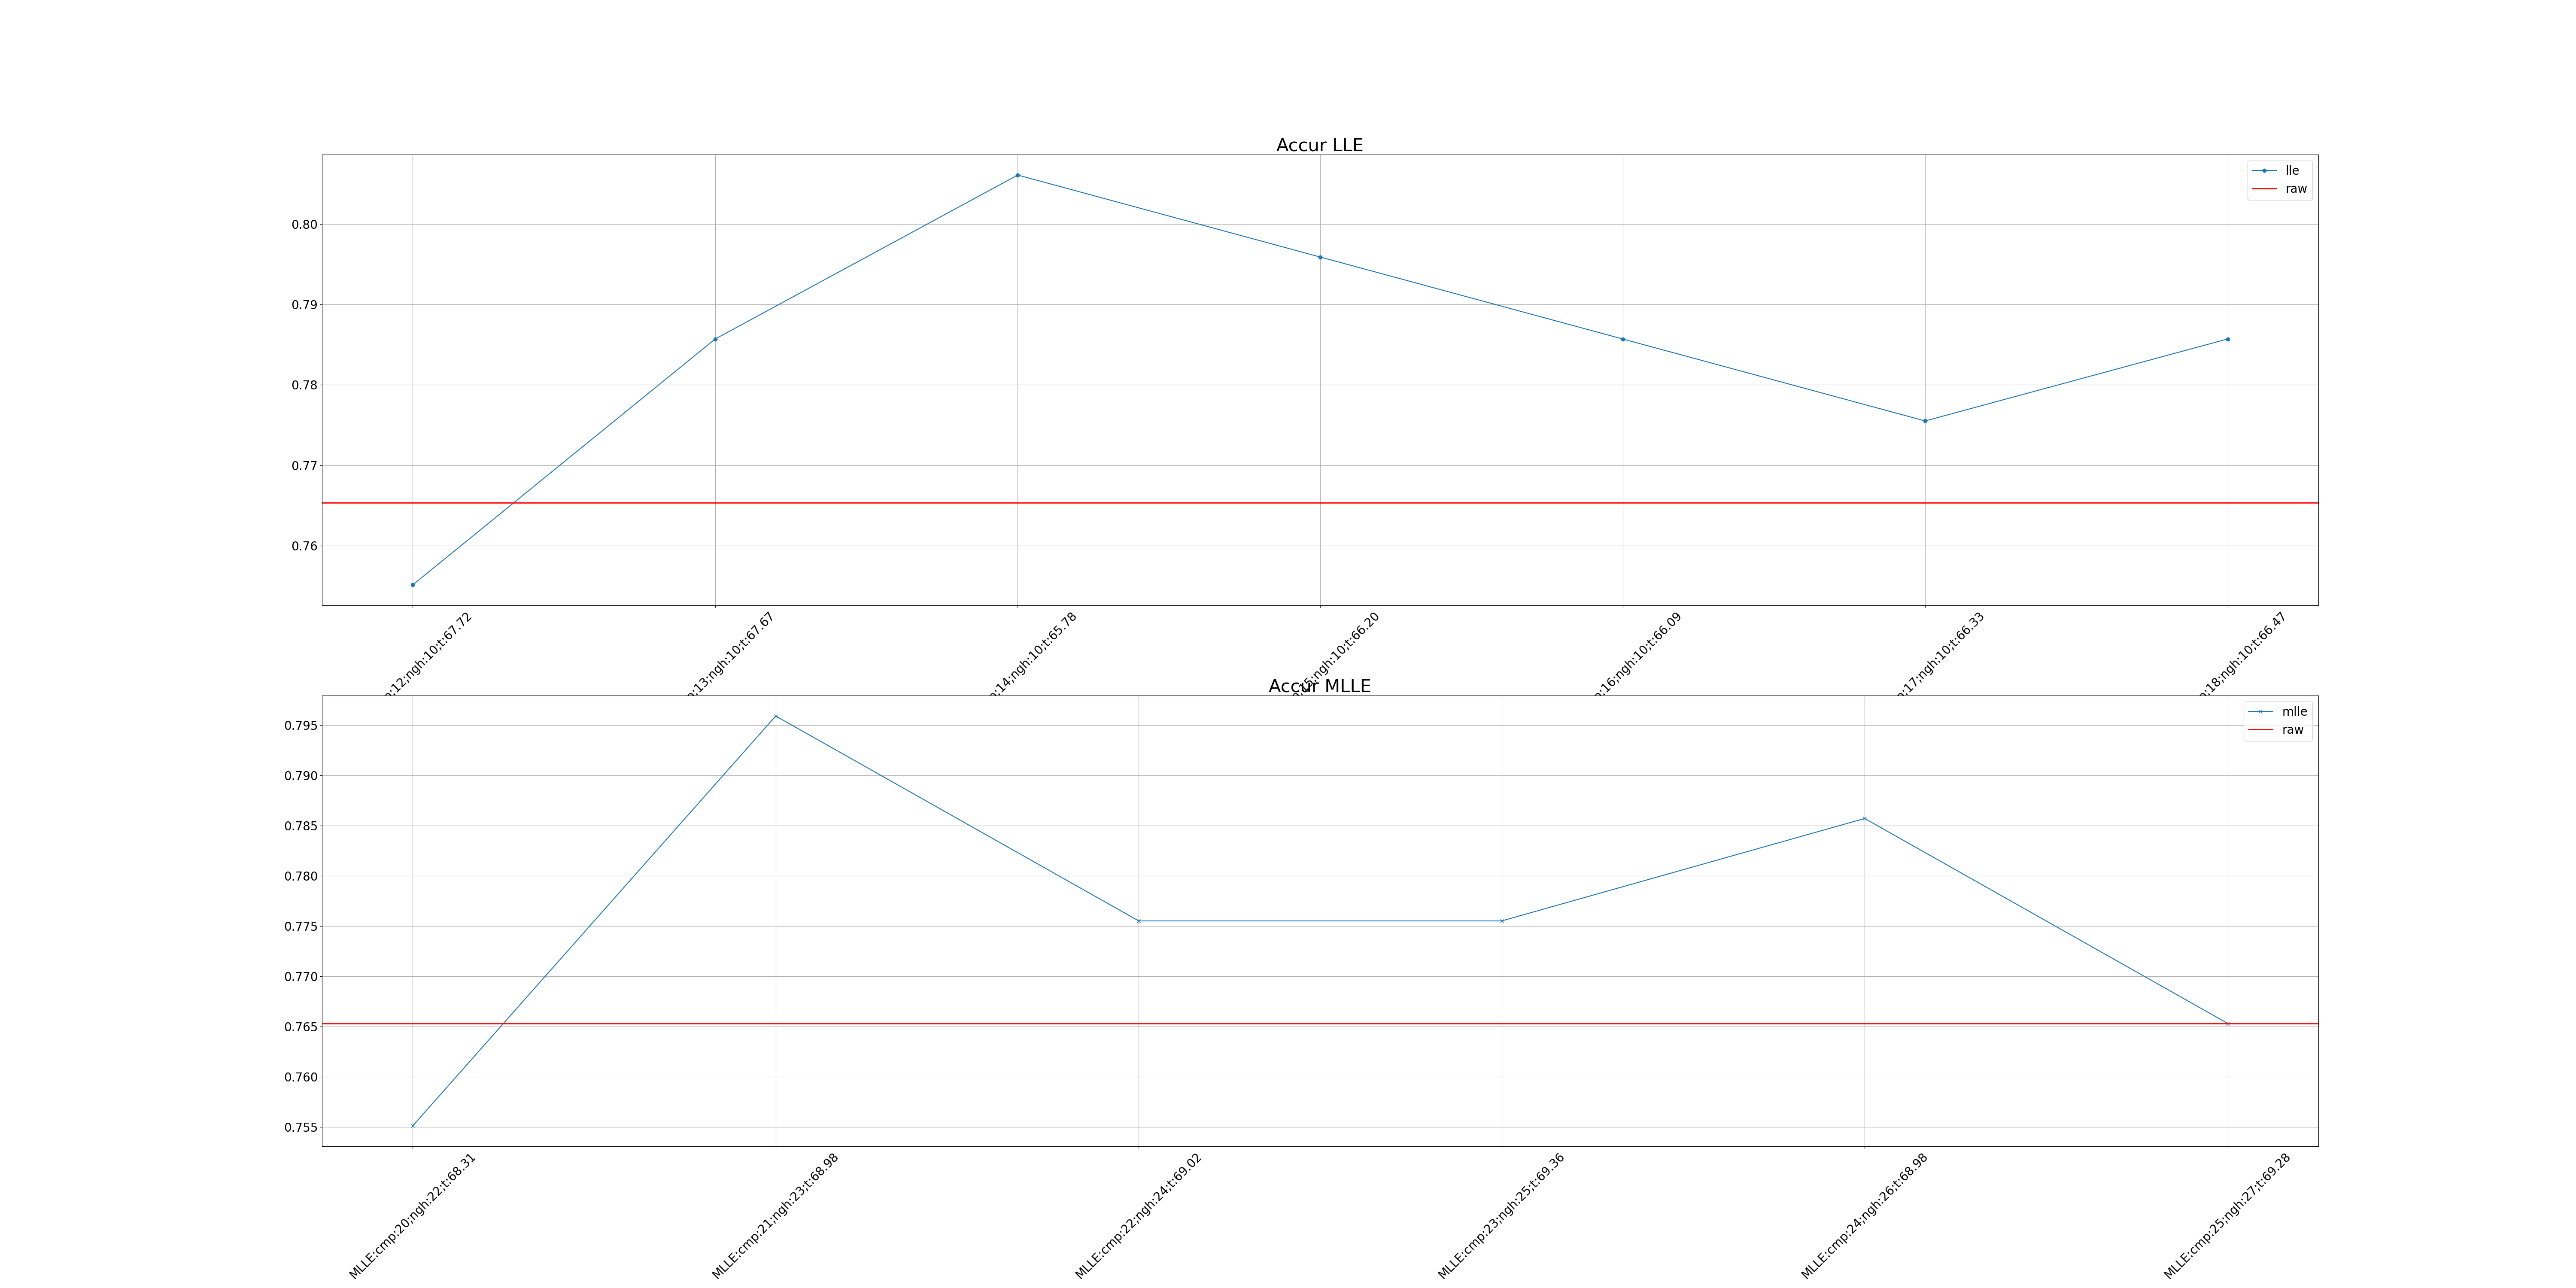 Accur LLE
lle
raw
0.80
0.79
0.78
0.77
0.76
:12;ngh:10;t:67.72
:13;ngh:10;t:67.67
:14;ngh:10;t:65.78
;ngh:10;t:66.20
:16;ngh:10;t:66.09
:17;ngh:10;t:66.33
:18;ngh:10;t:66.47
Accur MLLE
mlle
raw
0.795
0.790
0.785
0.780
0.775
0.770
0.765
0.760
0.755
MLLE:cmp:20;ngh:22;t:68.31
MLLE:cmp:21;ngh:23;t:68.98
MLLE:cmp:22;ngh:24;t:69.02
MLLE:cmp:23;ngh:25;t:69.36
MLLE:cmp:24;ngh:26;t:68.98
MLLE:cmp:25;ngh:27;t:69.28